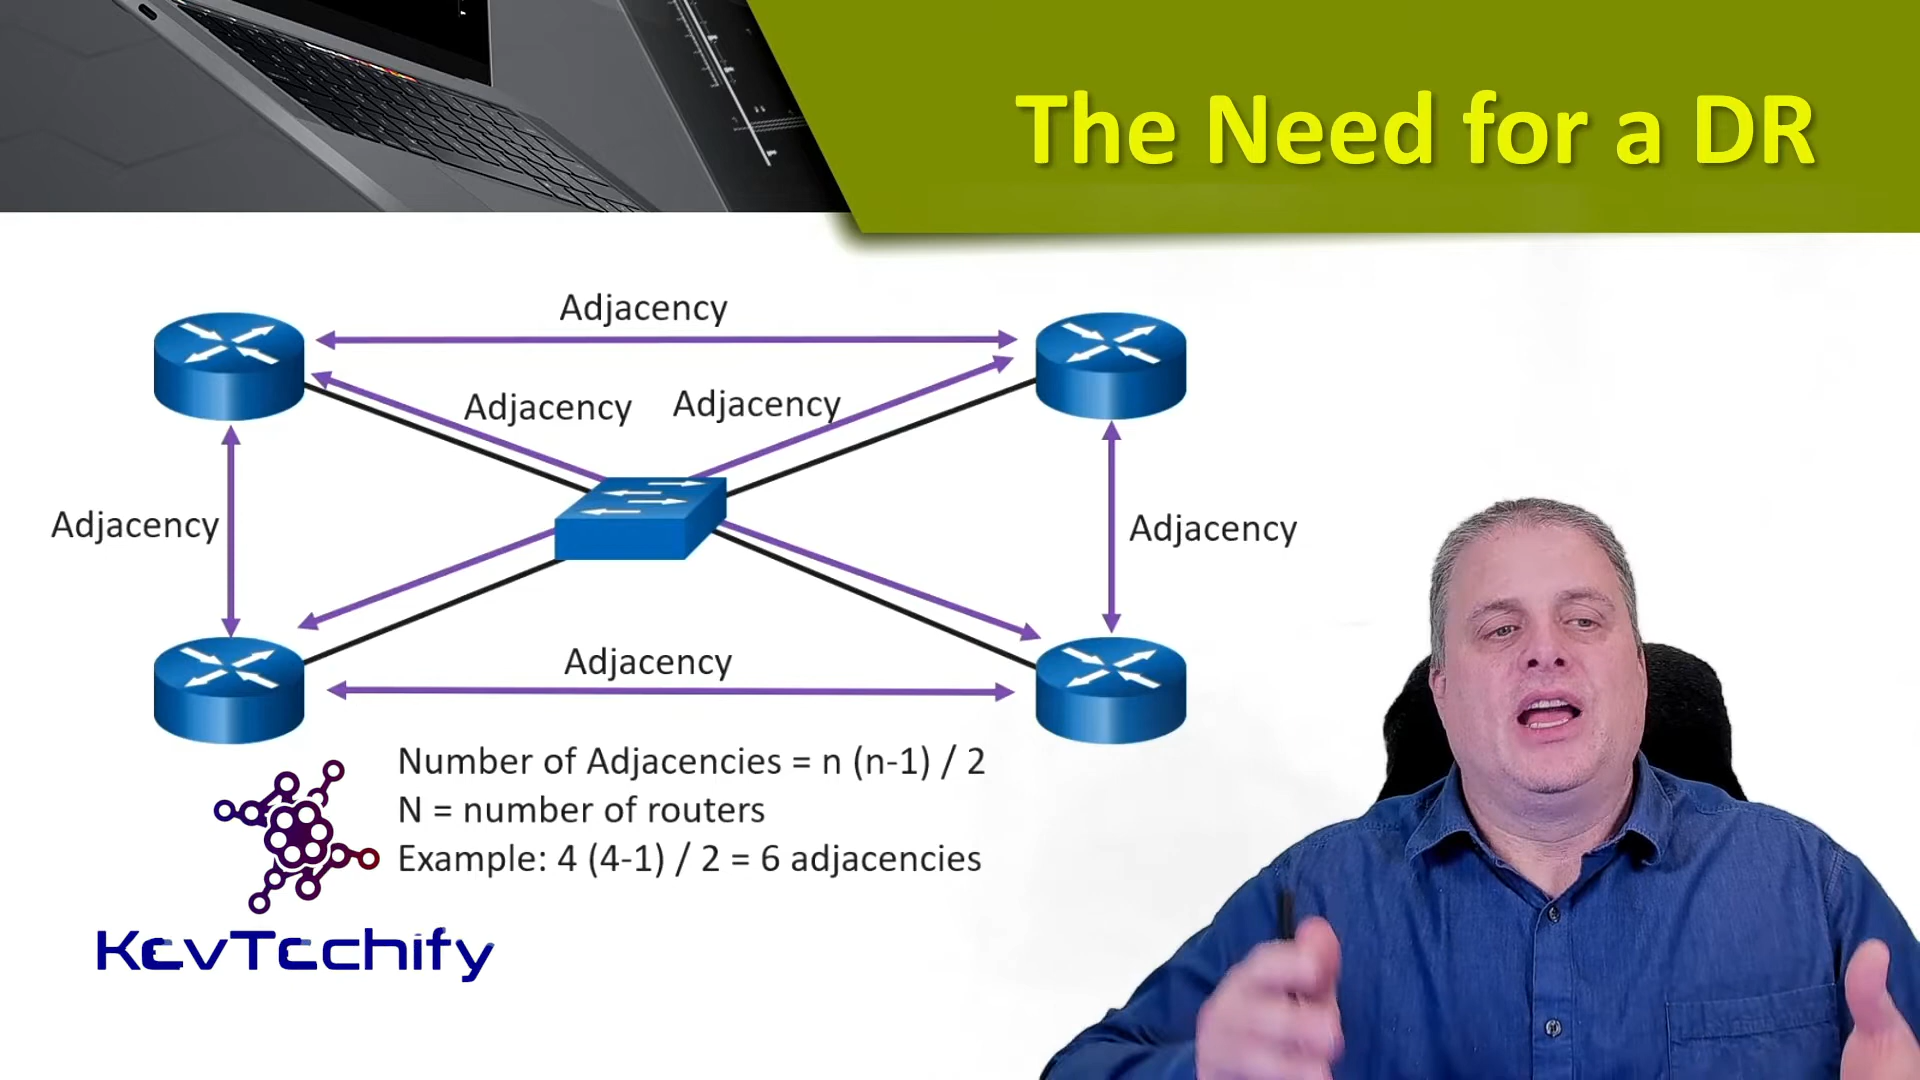 The Need for a DR
Adjacency
Adjacency
Adjacency
Adjacency
Adjacency
Adjacency
Number of Adjacencies = n (n-1) / 2
N = number of routers
Example: 4 (4-1) / 2 = 6 adjacencies
KevTechify